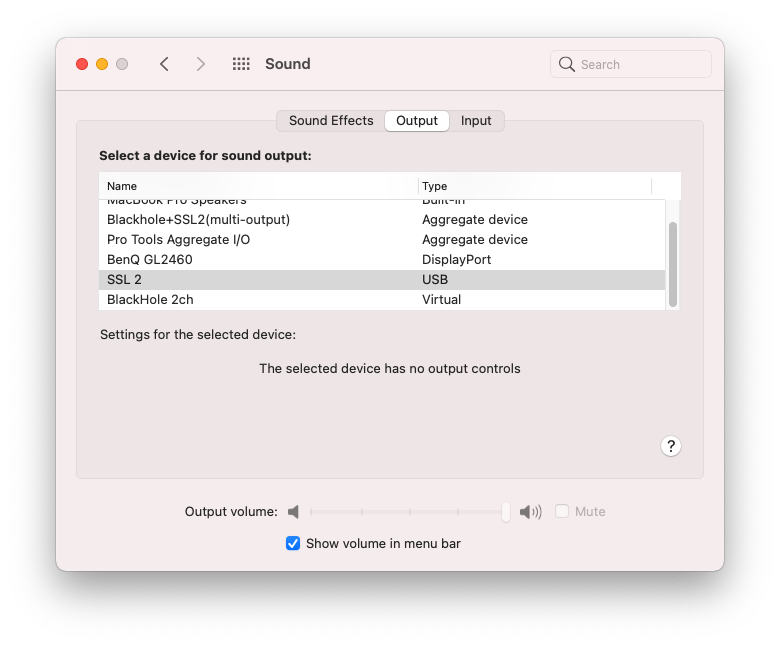 Sound
Search
Sound Effects Output Input
Select a device for sound output:
Name Type
MacBook Pro Speakers Built-in
Blackhole+SSL2(multi-output) Aggregate device
Pro Tools Aggregate I/O Aggregate device
BenQ GL2460 DisplayPort
SSL 2 USB
BlackHole 2ch Virtual
Settings for the selected device:
The selected device has no output controls
?
Output volume: Mute
Show volume in menu bar